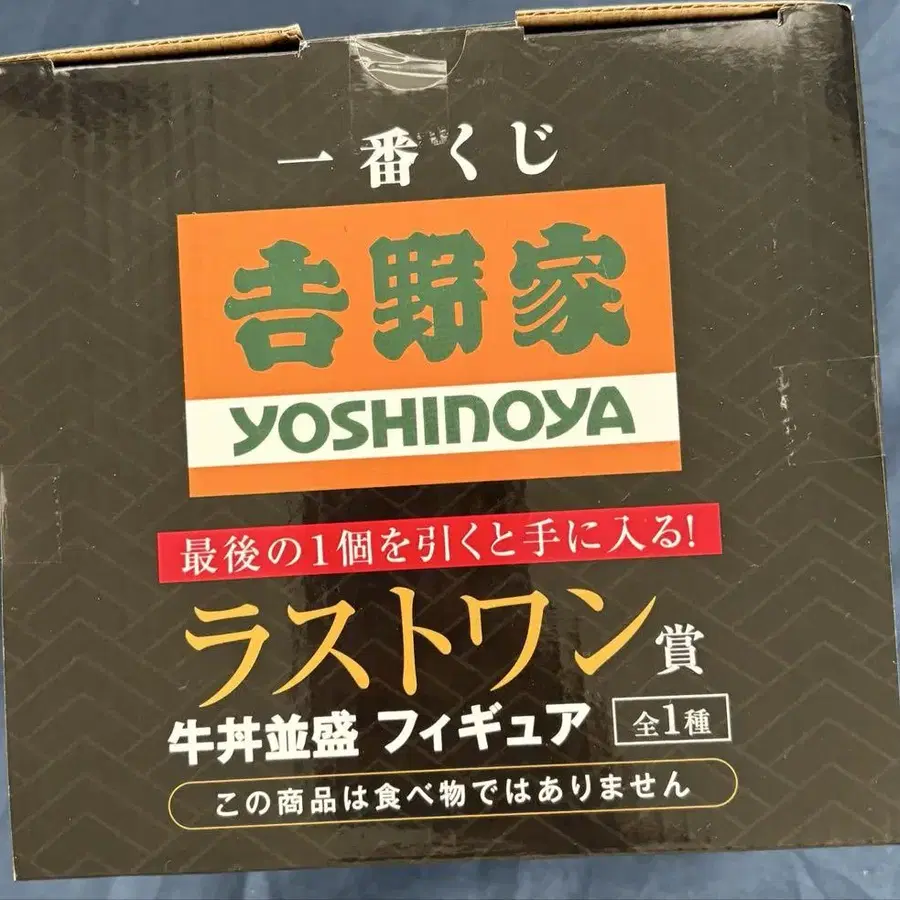 一番くじ
𠮷野家
YOSHINOYA
最後の1個を引くと手に入る!
ラストワン賞
牛丼並盛 フィギュア 全1種
この商品は食べ物ではありません